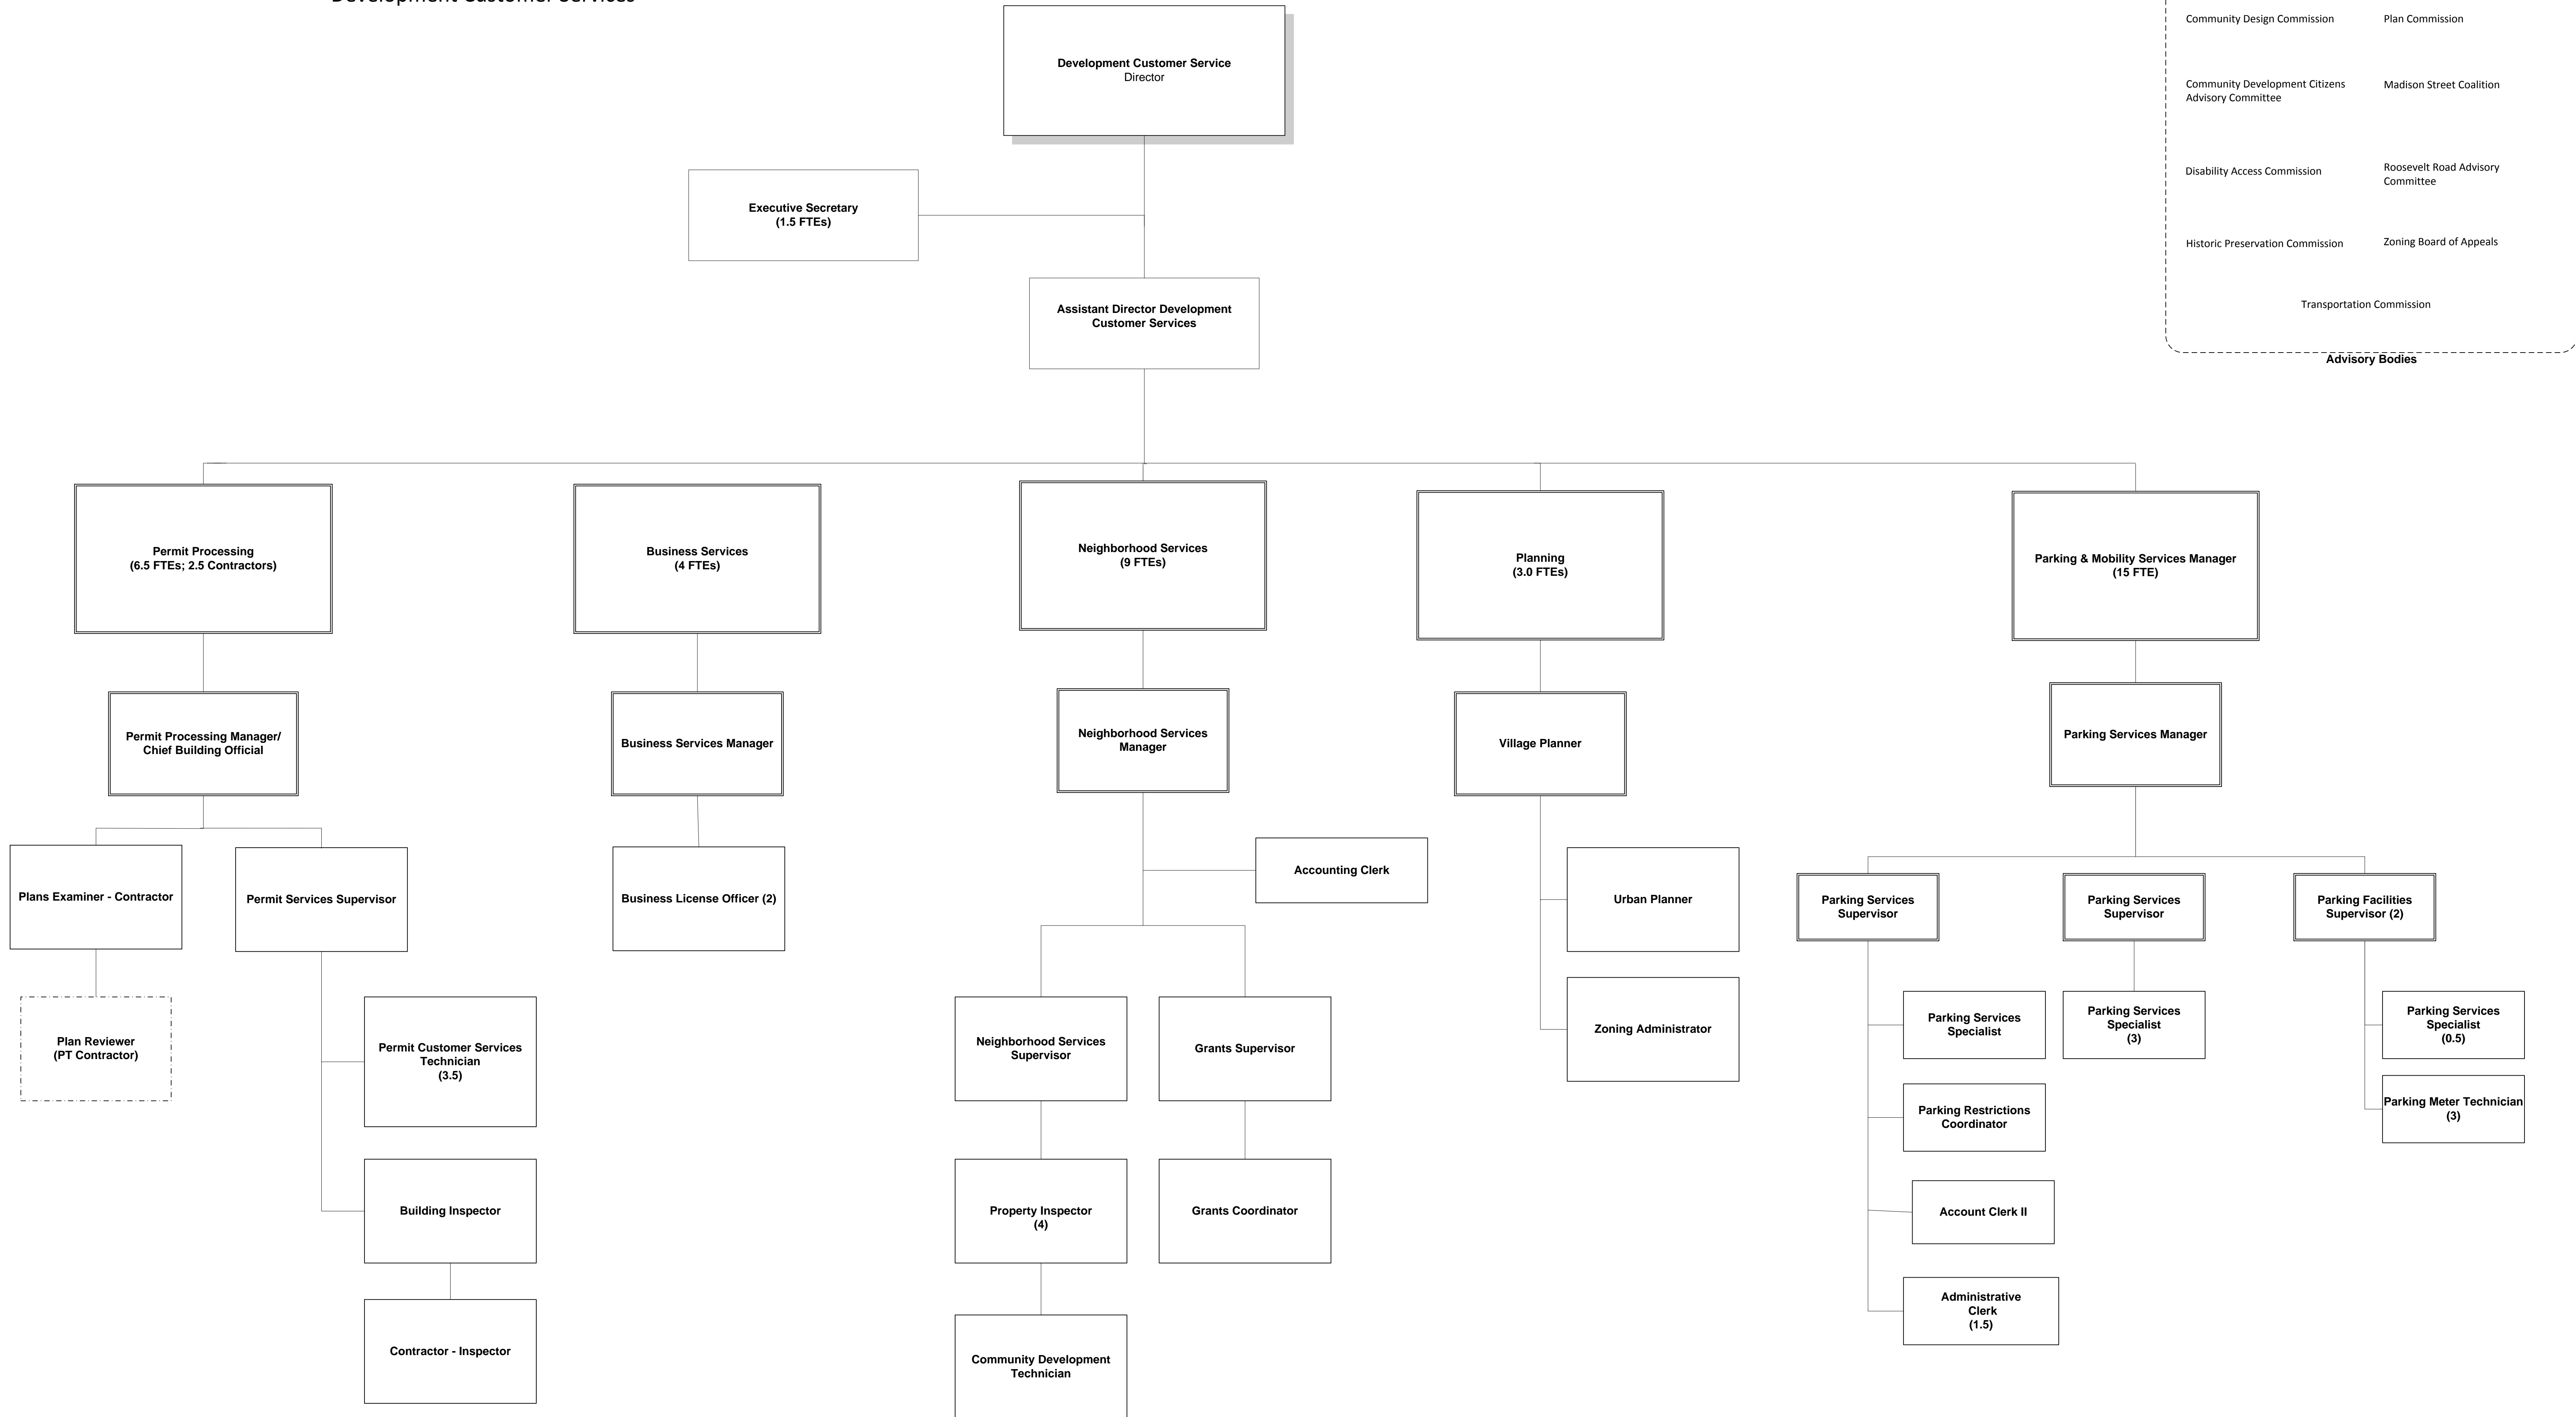 Development Customer Services
Community Design Commission
Plan Commission
Development Customer Service
Director
Community Development Citizens
Advisory Committee
Madison Street Coalition
Disability Access Commission
Roosevelt Road Advisory
Committee
Executive Secretary
(1.5 FTEs)
Historic Preservation Commission
Zoning Board of Appeals
Transportation Commission
Advisory Bodies
Assistant Director Development
Customer Services
Permit Processing
(6.5 FTEs; 2.5 Contractors)
Business Services
(4 FTEs)
Neighborhood Services
(9 FTEs)
Planning
(3.0 FTEs)
Parking & Mobility Services Manager
(15 FTE)
Permit Processing Manager/
Chief Building Official
Business Services Manager
Neighborhood Services
Manager
Village Planner
Parking Services Manager
Plans Examiner - Contractor
Permit Services Supervisor
Business License Officer (2)
Accounting Clerk
Urban Planner
Parking Services
Supervisor
Parking Services
Supervisor
Parking Facilities
Supervisor (2)
Plan Reviewer
(PT Contractor)
Permit Customer Services
Technician
(3.5)
Neighborhood Services
Supervisor
Grants Supervisor
Zoning Administrator
Parking Services
Specialist
Parking Services
Specialist
(3)
Parking Services
Specialist
(0.5)
Parking Restrictions
Coordinator
Parking Meter Technician
(3)
Building Inspector
Property Inspector
(4)
Grants Coordinator
Account Clerk II
Contractor - Inspector
Community Development
Technician
Administrative
Clerk
(1.5)